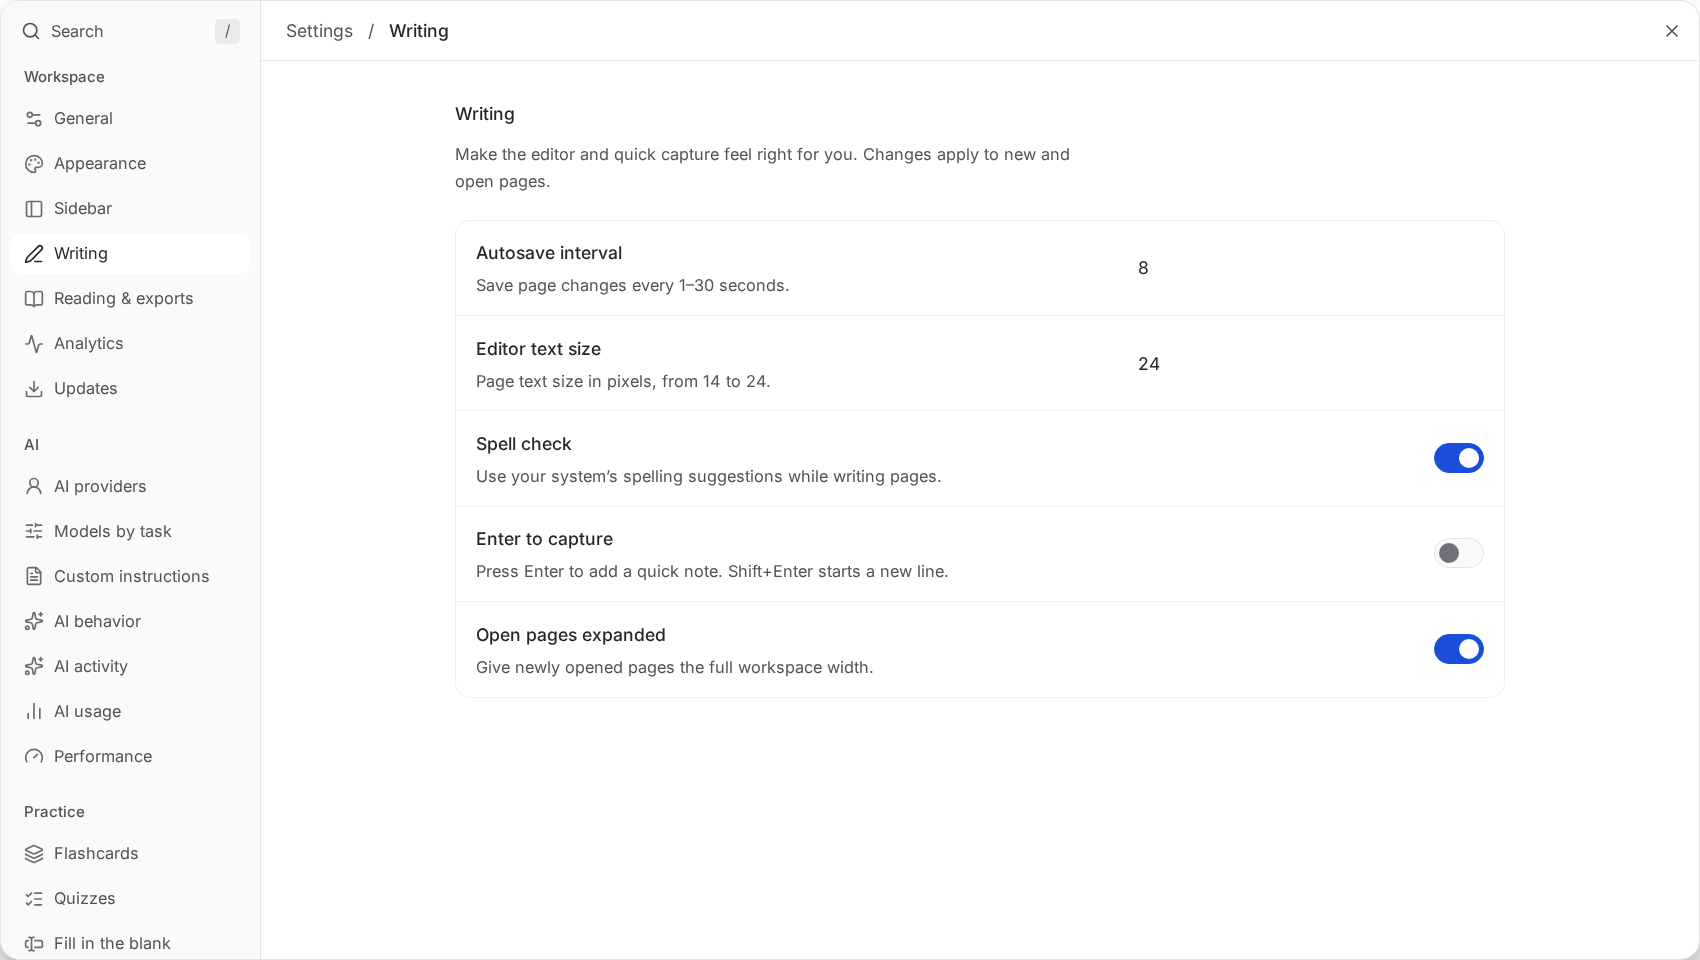 Search
/
Workspace
General
Appearance
Sidebar
Writing
Reading & exports
Analytics
Updates
AI
AI providers
Models by task
Custom instructions
AI behavior
AI activity
AI usage
Performance
Practice
Flashcards
Quizzes
Fill in the blank
Settings / Writing
Writing
Make the editor and quick capture feel right for you. Changes apply to new and
open pages.
Autosave interval
Save page changes every 1–30 seconds.
8
Editor text size
Page text size in pixels, from 14 to 24.
24
Spell check
Use your system’s spelling suggestions while writing pages.
Enter to capture
Press Enter to add a quick note. Shift+Enter starts a new line.
Open pages expanded
Give newly opened pages the full workspace width.